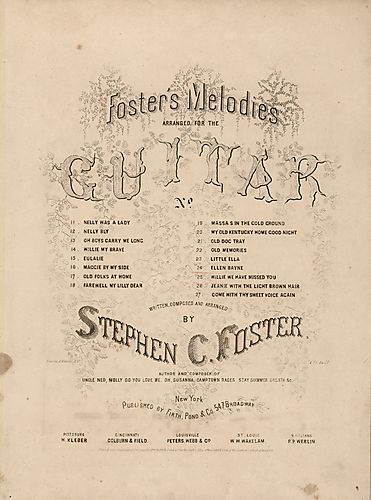 Foster's Melodies
ARRANGED FOR THE
GUITAR
No
11 . NELLY WAS A LADY
12 . NELLY BLY
13 . OH BOYS CARRY ME LONG
14 . WILLIE MY BRAVE
15 . EULALIE
16 . MAGGIE BY MY SIDE
17 . OLD FOLKS AT HOME
18 . FAREWELL MY LILLY DEAR
19 . MASSA'S IN THE COLD GROUND
20 . MY OLD KENTUCKY HOME GOOD NIGHT
21 . OLD DOG TRAY
22 . OLD MEMORIES
23 . LITTLE ELLA
24 . ELLEN BAYNE
25 . WILLIE WE HAVE MISSED YOU
26 . JEANIE WITH THE LIGHT BROWN HAIR
27 . COME WITH THY SWEET VOICE AGAIN
WRITTEN, COMPOSED AND ARRANGED
BY
STEPHEN C. FOSTER
AUTHOR AND COMPOSER OF
UNCLE NED, MOLLY DO YOU LOVE ME, OH, SUSANNA, CAMPTOWN RACES, STAY SUMMER BREATH &c.
New York
PUBLISHED BY FIRTH, POND & Co 547 BROADWAY
PITTSBURG
H. KLEBER
CINCINNATI
COLBURN & FIELD
LOUISVILLE
PETERS, WEBB & Co
ST. LOUIS
W. M. WAKELAM
N. ORLEANS
P. P. WERLEIN